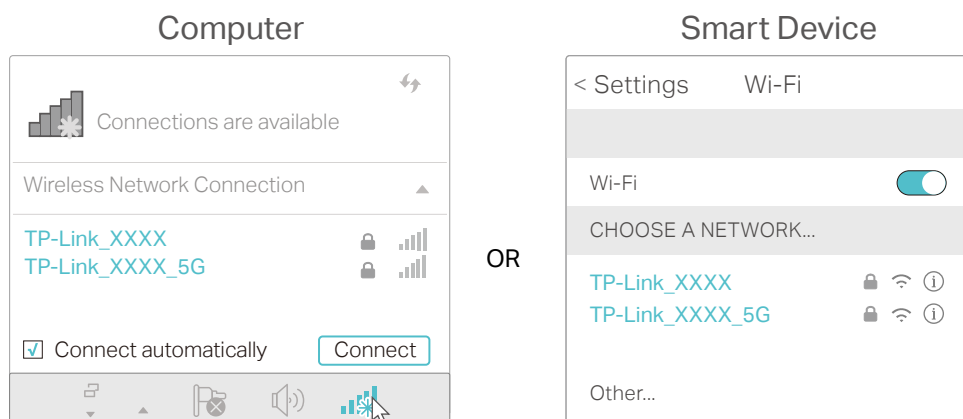 Computer
Connections are available
Wireless Network Connection
TP-Link_XXXX
TP-Link_XXXX_5G
Connect automatically
Connect
OR
Smart Device
< Settings
Wi-Fi
Wi-Fi
CHOOSE A NETWORK...
TP-Link_XXXX
TP-Link_XXXX_5G
Other...